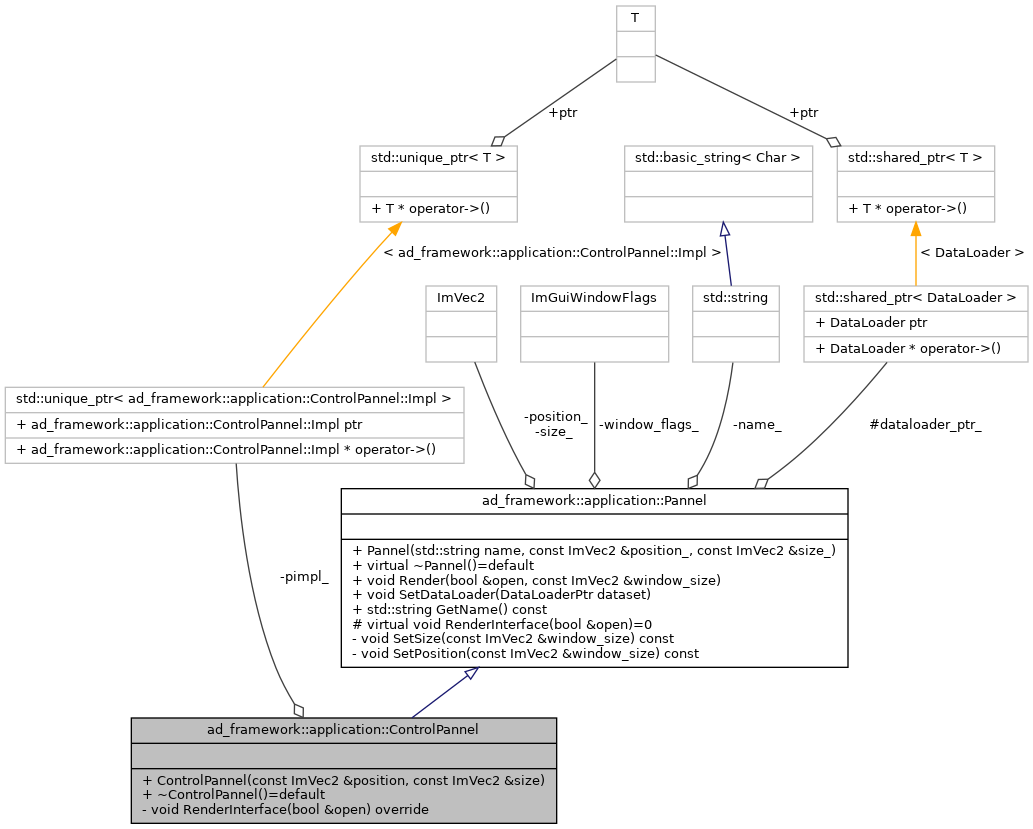 T
+ptr
+ptr
std::unique_ptr< T >
+ T * operator->()
std::basic_string< Char >
std::shared_ptr< T >
+ T * operator->()
< ad_framework::application::ControlPannel::Impl >
< DataLoader >
ImVec2
ImGuiWindowFlags
std::string
std::shared_ptr< DataLoader >
+ DataLoader ptr
+ DataLoader * operator->()
std::unique_ptr< ad_framework::application::ControlPannel::Impl >
+ ad_framework::application::ControlPannel::Impl ptr
+ ad_framework::application::ControlPannel::Impl * operator->()
-position_
-size_
-window_flags_
-name_
#dataloader_ptr_
ad_framework::application::Pannel
+ Pannel(std::string name, const ImVec2 &position_, const ImVec2 &size_)
+ virtual ~Pannel()=default
+ void Render(bool &open, const ImVec2 &window_size)
+ void SetDataLoader(DataLoaderPtr dataset)
+ std::string GetName() const
# virtual void RenderInterface(bool &open)=0
- void SetSize(const ImVec2 &window_size) const
- void SetPosition(const ImVec2 &window_size) const
-pimpl_
ad_framework::application::ControlPannel
+ ControlPannel(const ImVec2 &position, const ImVec2 &size)
+ ~ControlPannel()=default
- void RenderInterface(bool &open) override